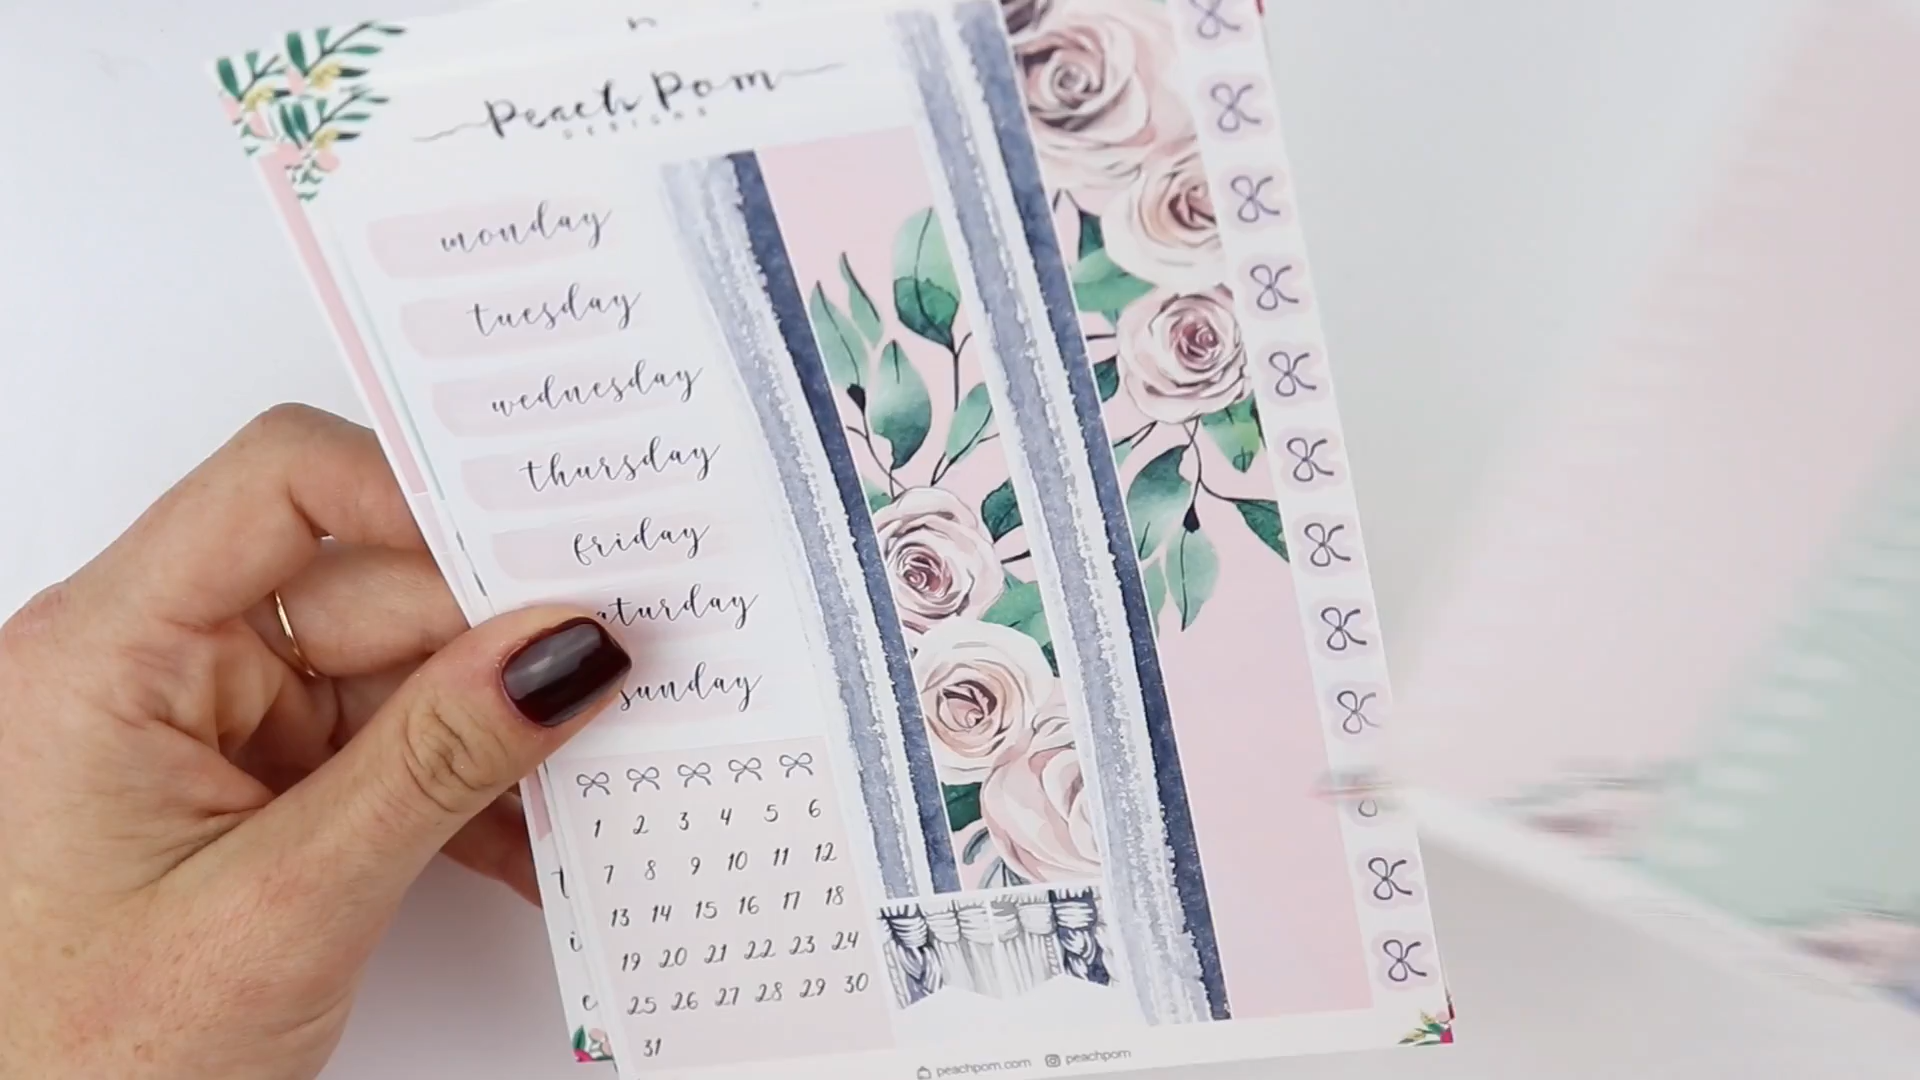 Peach Pom
DESIGNS
monday
tuesday
wednesday
thursday
friday
aturday
sunday
1 2 3 4 5 6
7 8 9 10 11 12
13 14 15 16 17 18
19 20 21 22 23 24
25 26 27 28 29 30
31
peachpom.com peachpom